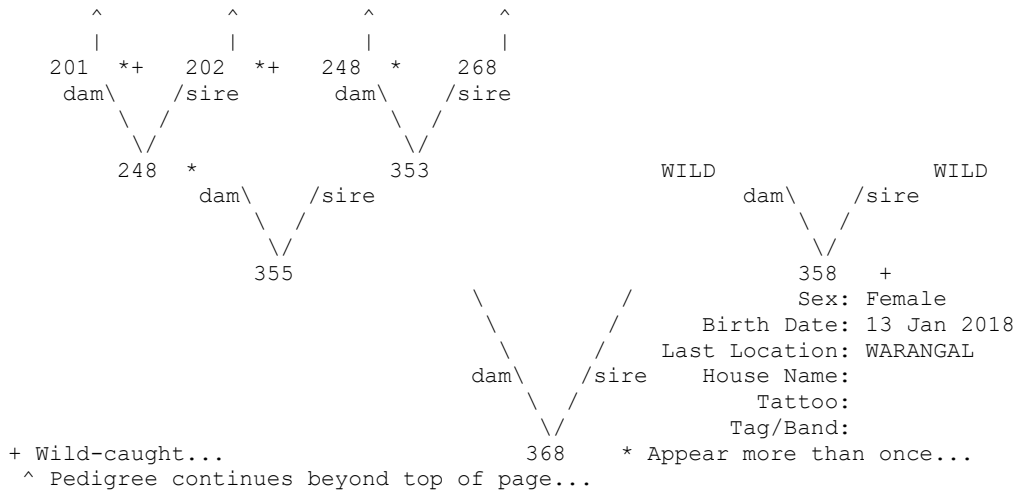 ^ ^ ^ ^
| | | |
201 *+ 202 *+ 248 * 268
dam\ /sire dam\ /sire
\ / \ /
\/ \/
248 * 353 WILD WILD
dam\ /sire dam\ /sire
\ / \ /
\/ \/
355 358 +
\ / Sex: Female
\ / Birth Date: 13 Jan 2018
\ / Last Location: WARANGAL
dam\ /sire House Name:
\ / Tattoo:
\/ Tag/Band:
+ Wild-caught... 368 * Appear more than once...
^ Pedigree continues beyond top of page...